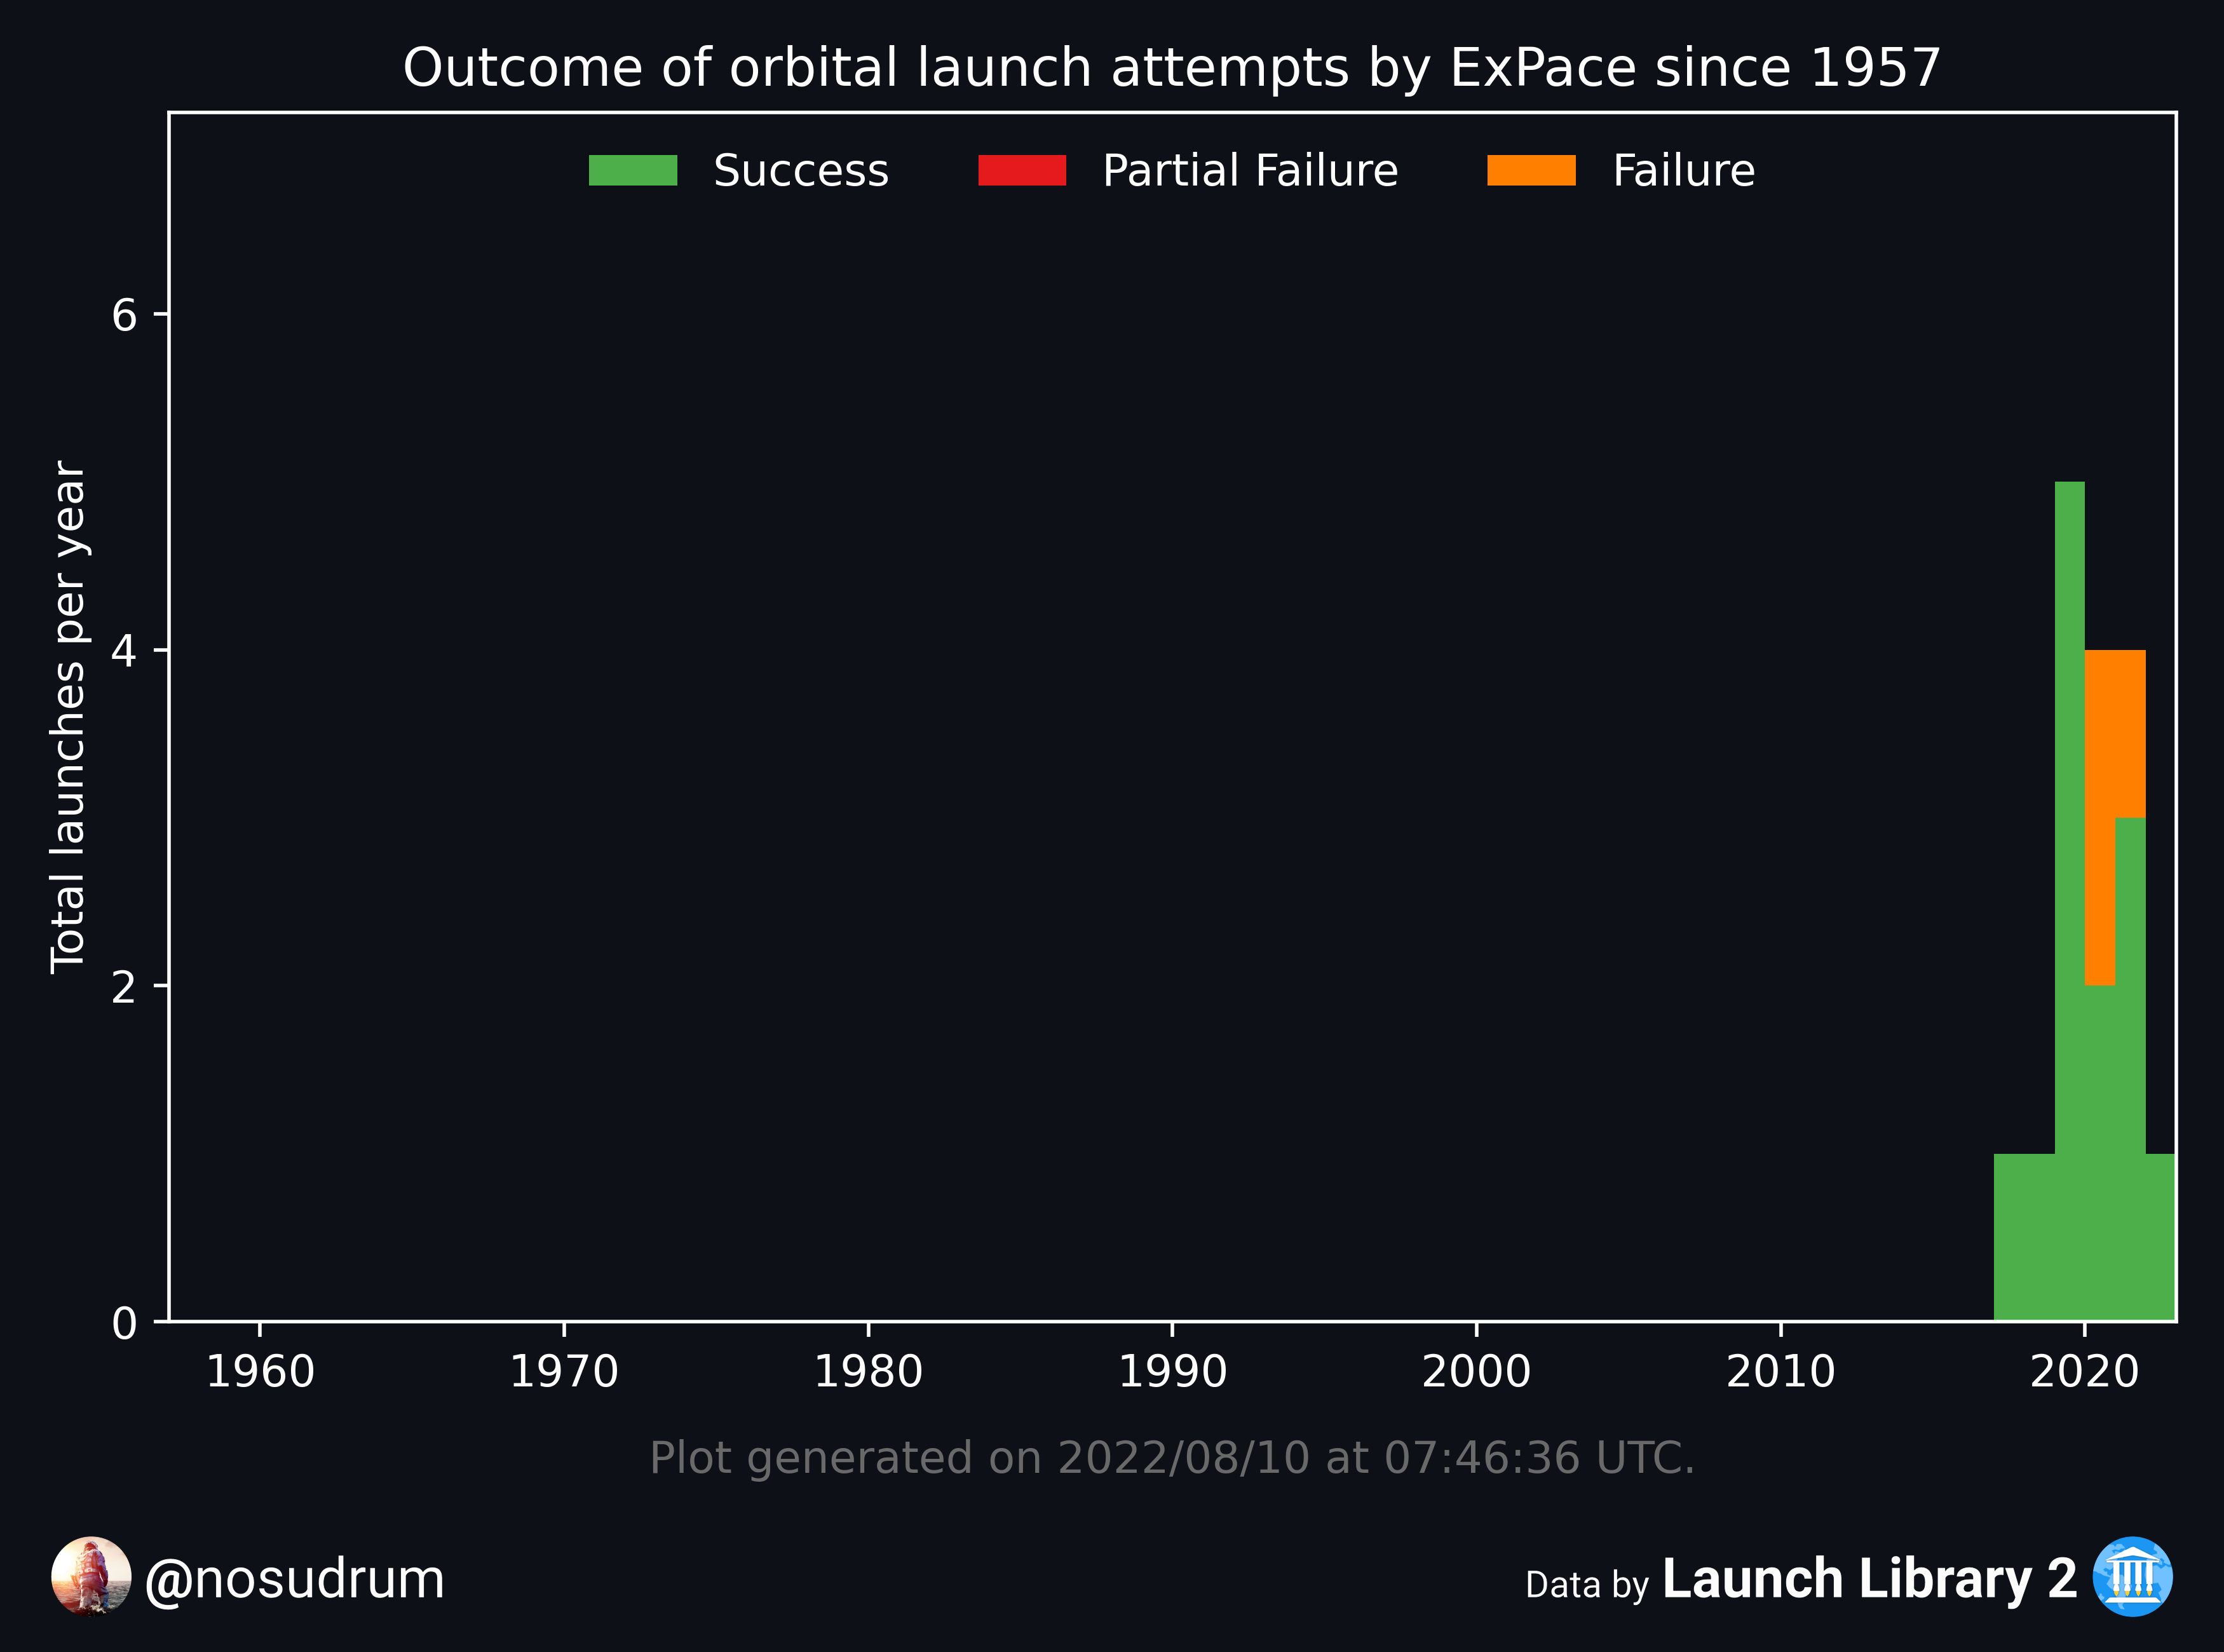 Outcome of orbital launch attempts by ExPace since 1957
Success Partial Failure Failure
Total launches per year
6
4
2
0
1960 1970 1980 1990 2000 2010 2020
Plot generated on 2022/08/10 at 07:46:36 UTC.
@nosudrum
Data by Launch Library 2